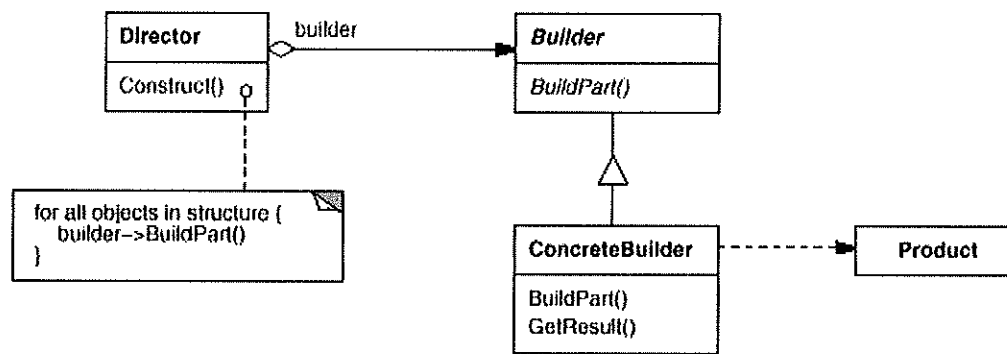 Director
builder
Builder
Construct()
BuildPart()
for all objects in structure {
builder->BuildPart()
}
ConcreteBuilder
Product
BuildPart()
GetResult()